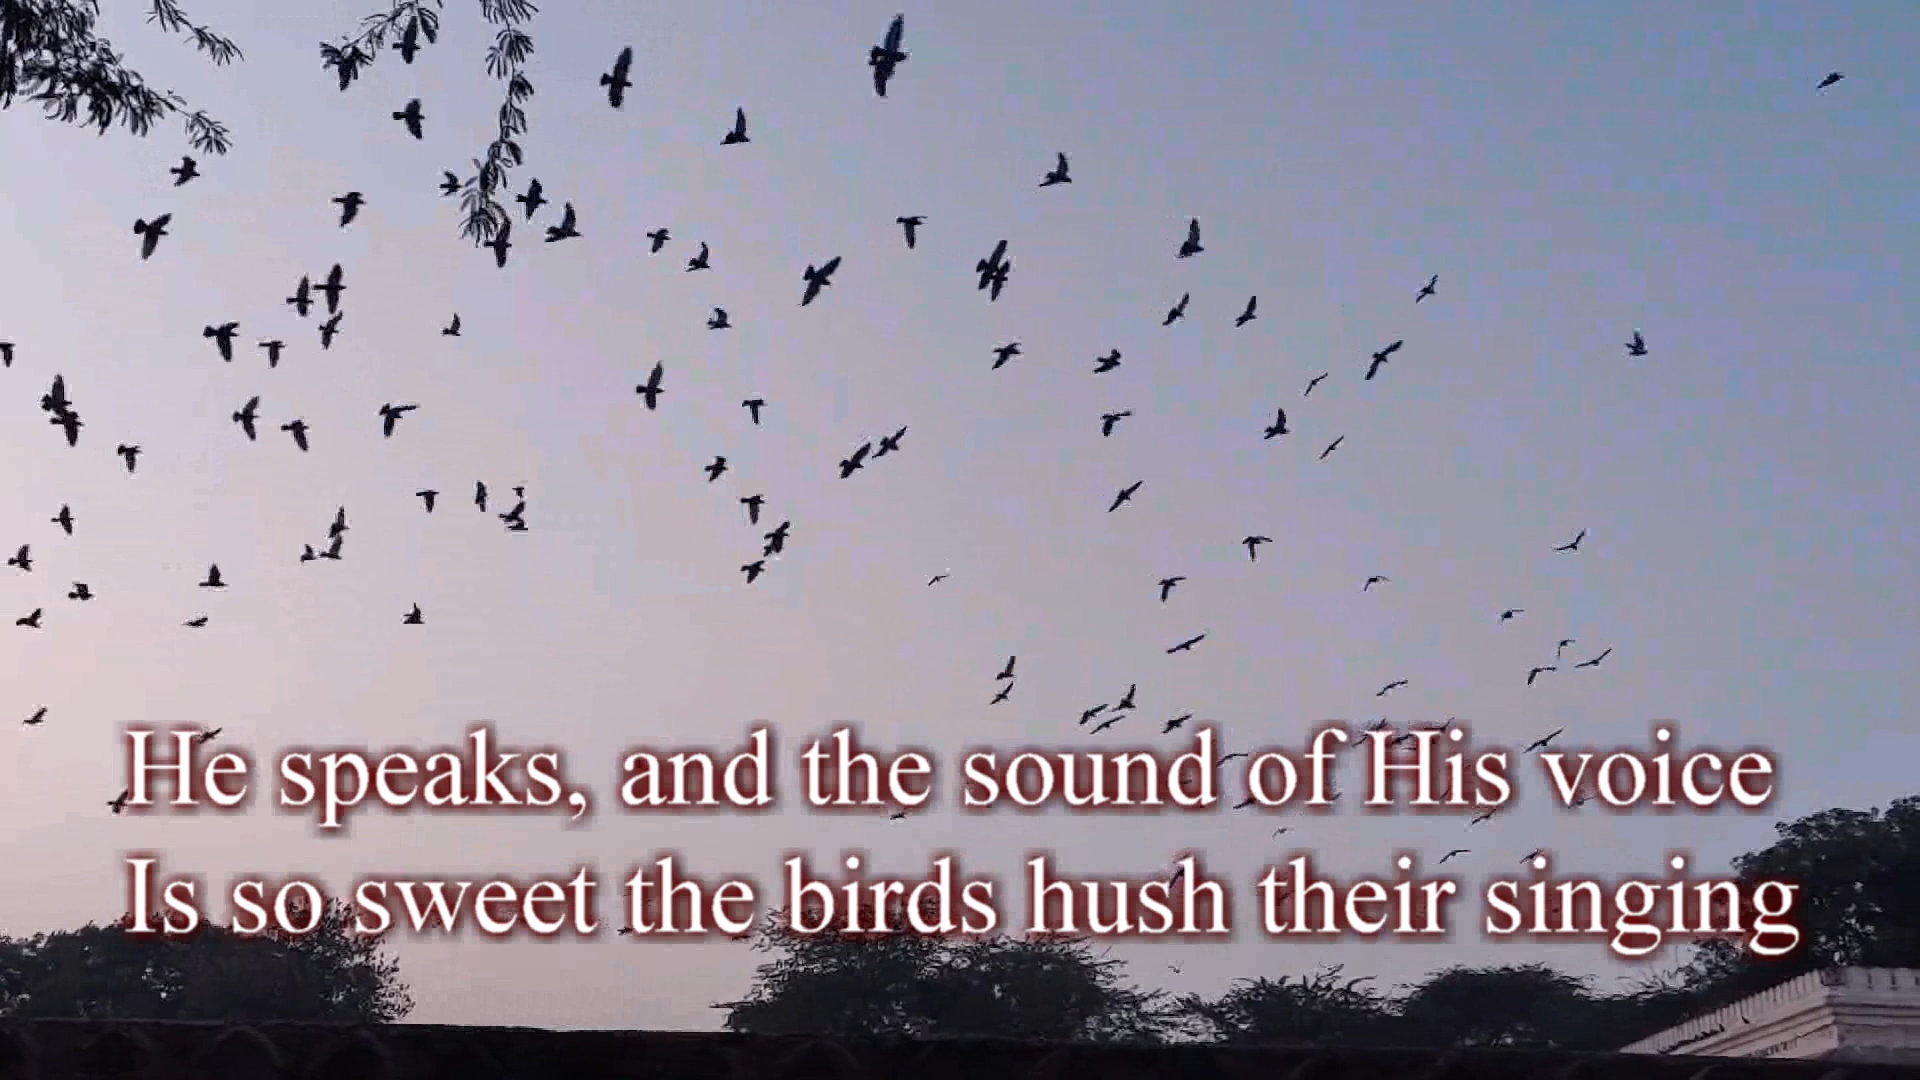 He speaks, and the sound of His voice
Is so sweet the birds hush their singing